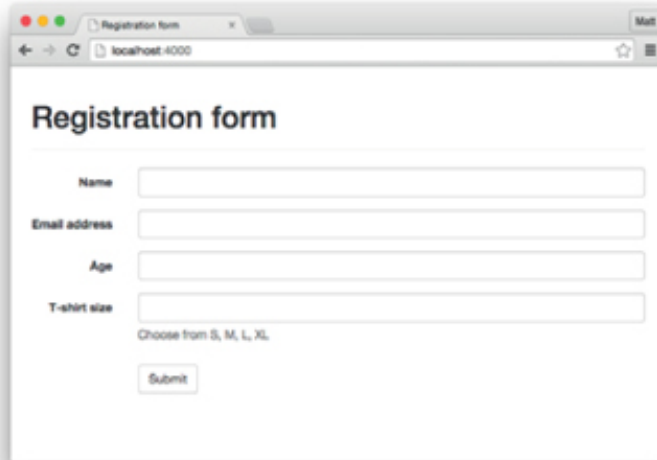 Registration form
Matt
localhost:4000
Registration form
Name
Email address
Age
T-shirt size
Choose from S, M, L, XL
Submit